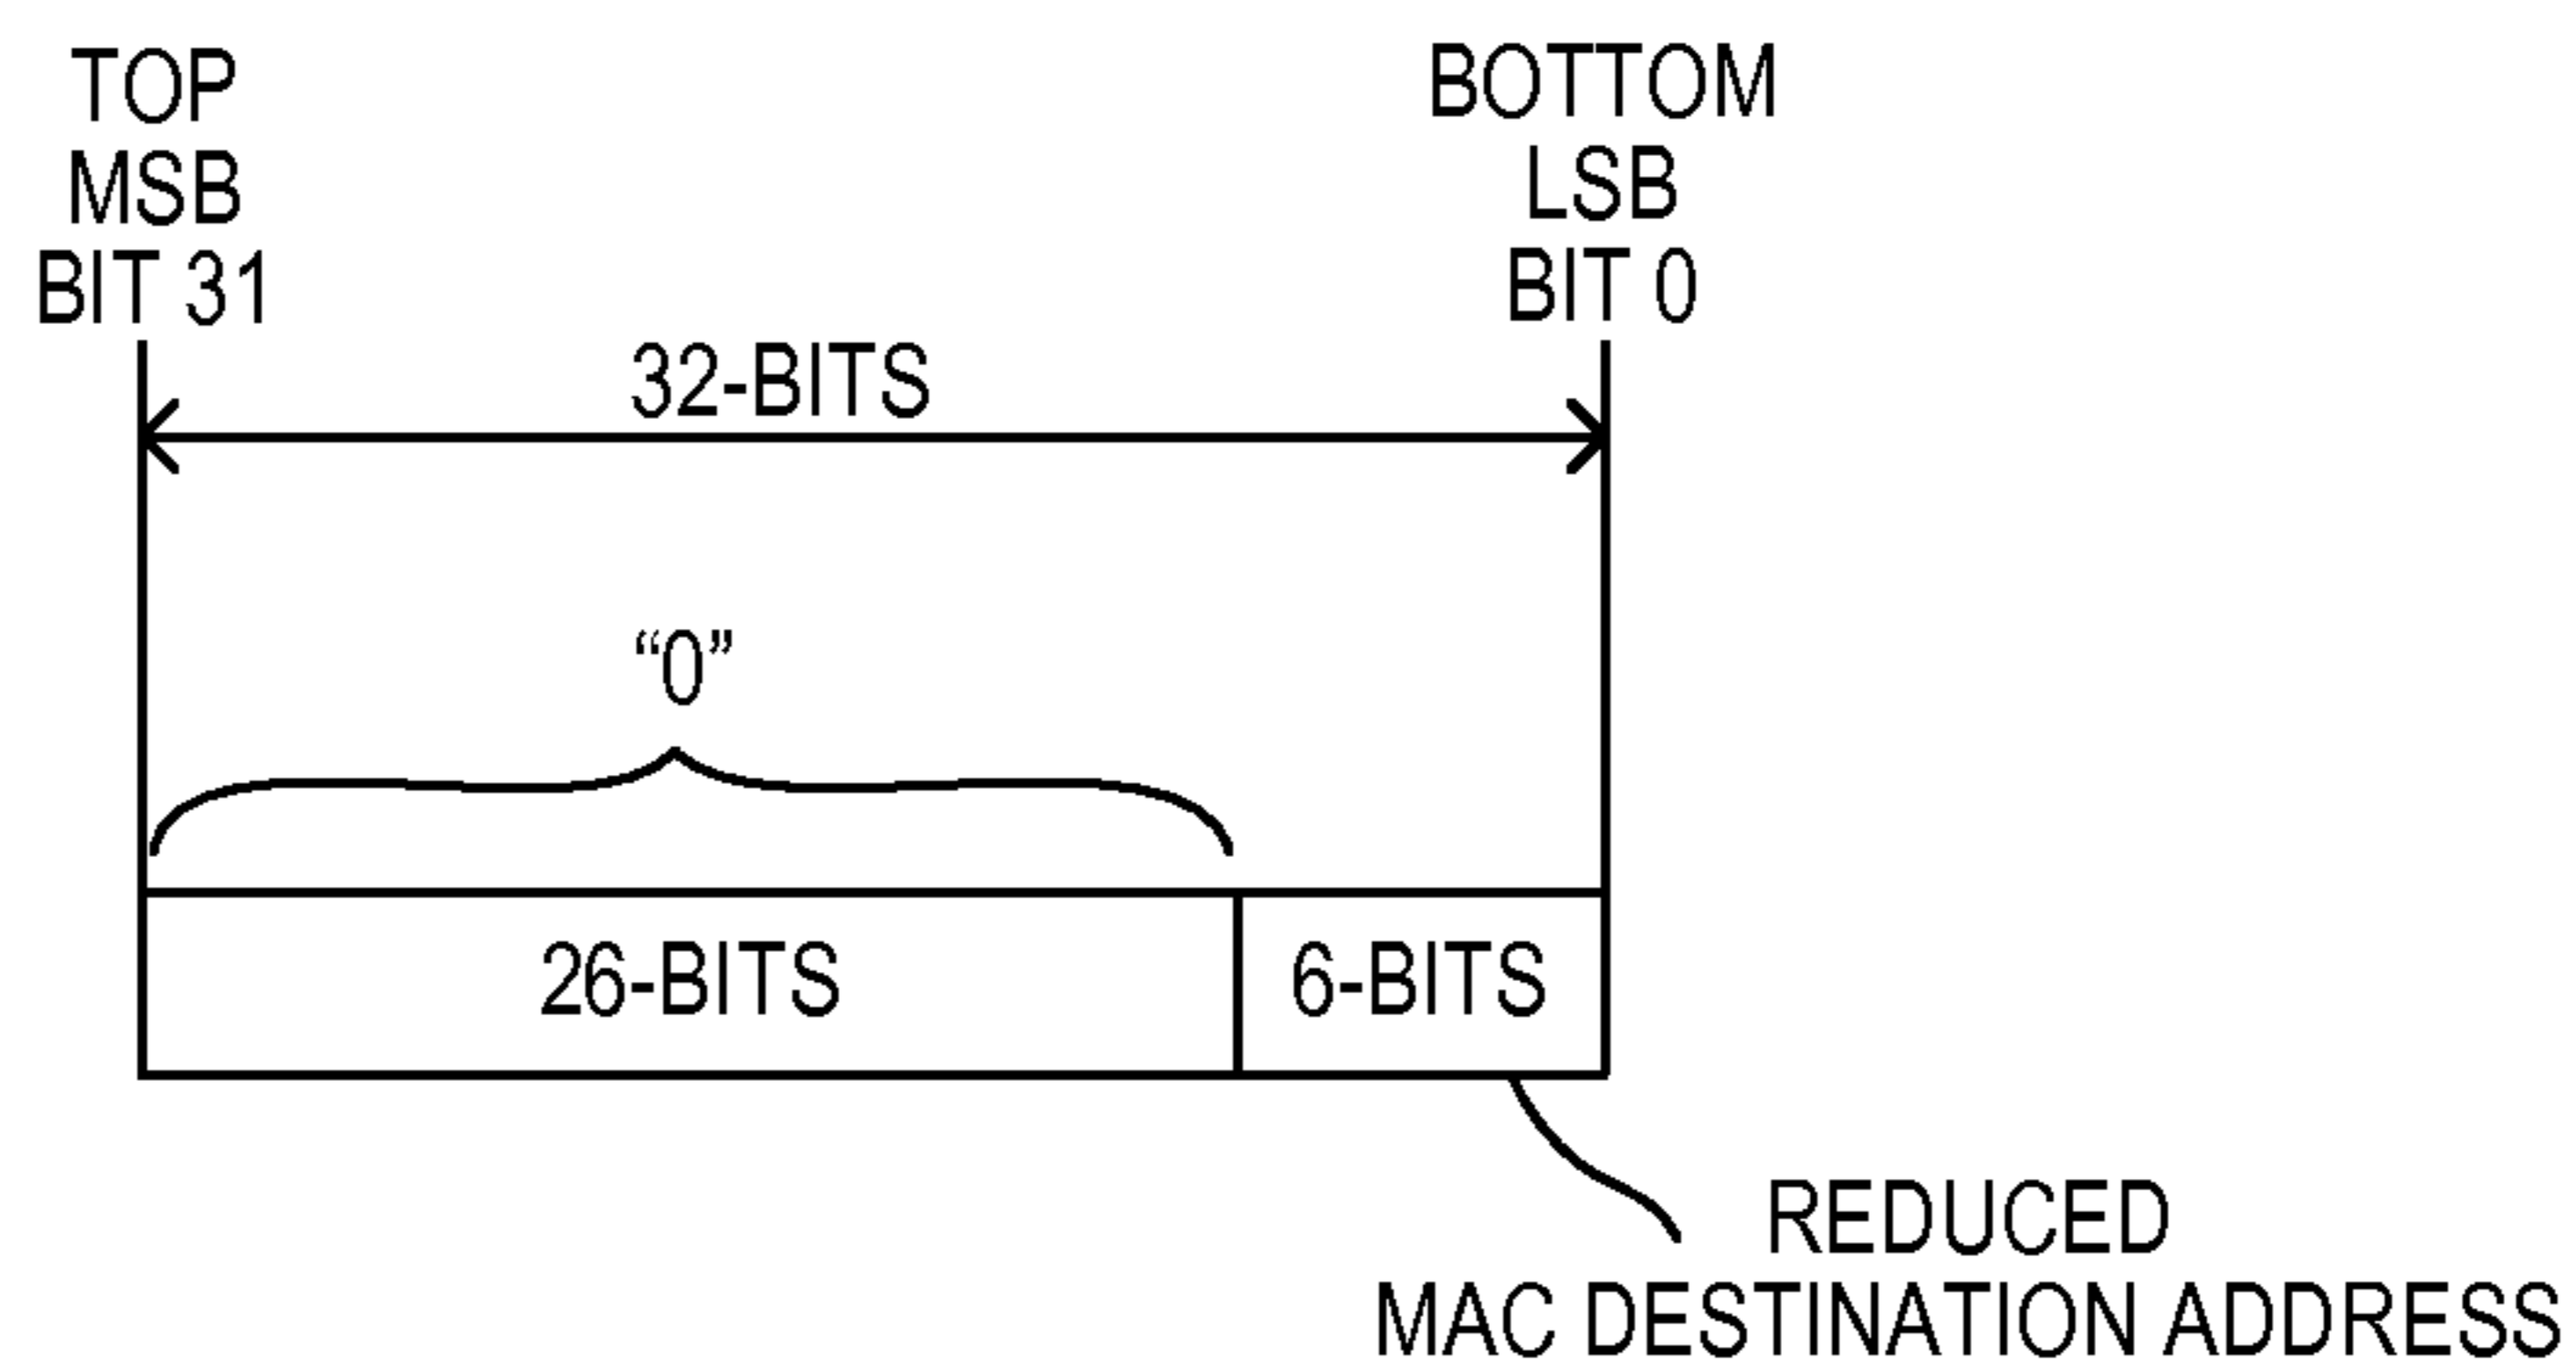 TOP
MSB
BIT 31
BOTTOM
LSB
BIT 0
32-BITS
“0”
26-BITS
6-BITS
REDUCED
MAC DESTINATION ADDRESS